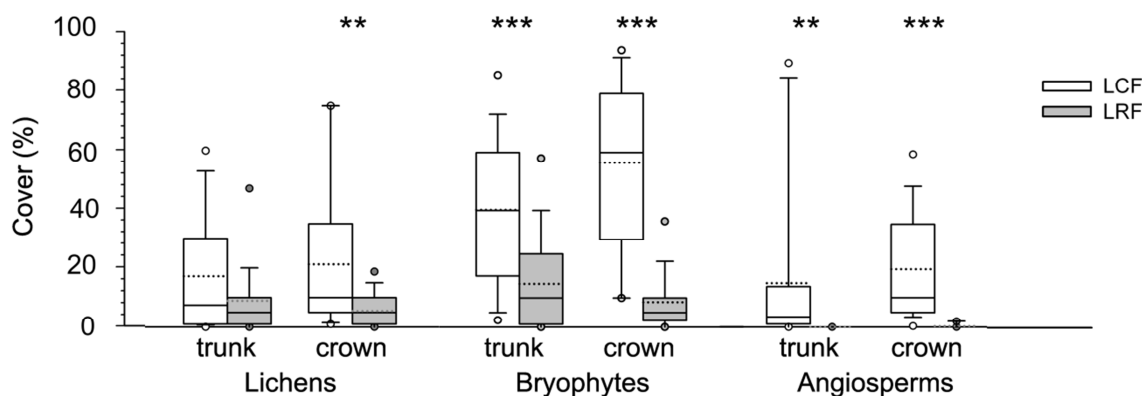 100 ** *** *** ** ***
80
60
40
20
0
Cover (%)
LCF
LRF
trunk crown trunk crown trunk crown
Lichens Bryophytes Angiosperms